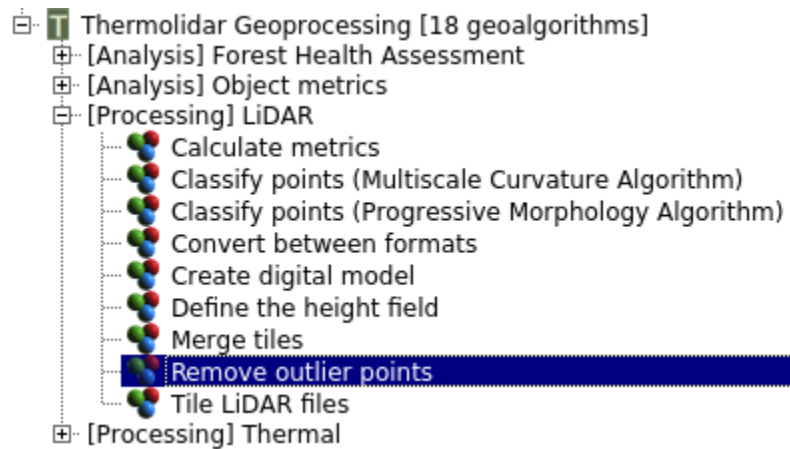 T Thermolidar Geoprocessing [18 geoalgorithms]
[Analysis] Forest Health Assessment
[Analysis] Object metrics
[Processing] LiDAR
Calculate metrics
Classify points (Multiscale Curvature Algorithm)
Classify points (Progressive Morphology Algorithm)
Convert between formats
Create digital model
Define the height field
Merge tiles
Remove outlier points
Tile LiDAR files
[Processing] Thermal